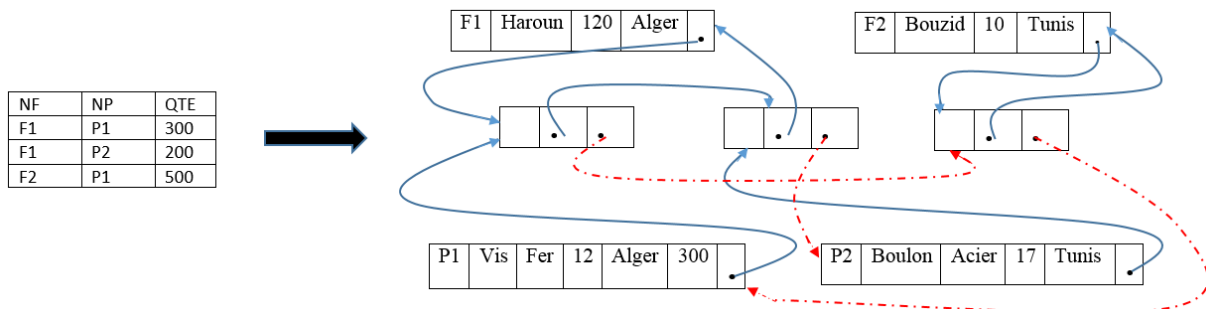 F1 Haroun 120 Alger
F2 Bouzid 10 Tunis
NF NP QTE
F1 P1 300
F1 P2 200
F2 P1 500
P1 Vis Fer 12 Alger 300
P2 Boulon Acier 17 Tunis